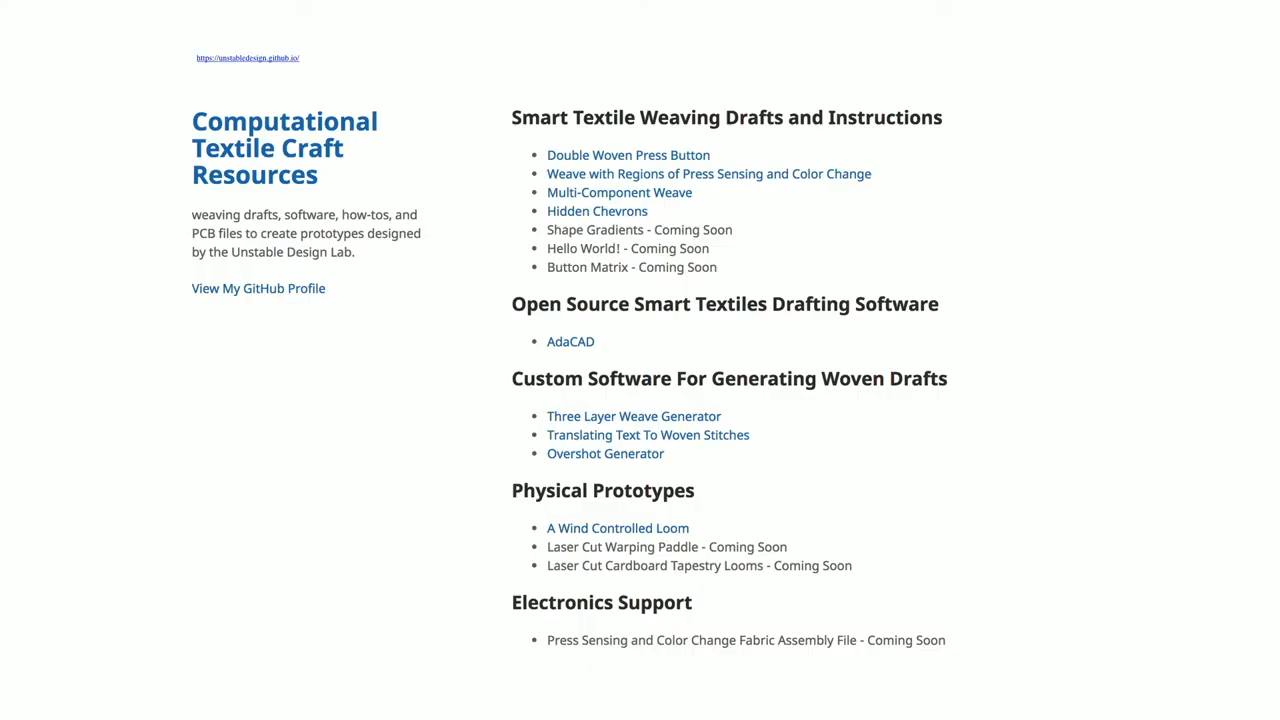 https://unstabledesign.github.io/
Computational
Textile Craft
Resources
weaving drafts, software, how-tos, and
PCB files to create prototypes designed
by the Unstable Design Lab.
View My GitHub Profile
Smart Textile Weaving Drafts and Instructions
Double Woven Press Button
Weave with Regions of Press Sensing and Color Change
Multi-Component Weave
Hidden Chevrons
Shape Gradients - Coming Soon
Hello World! - Coming Soon
Button Matrix - Coming Soon
Open Source Smart Textiles Drafting Software
AdaCAD
Custom Software For Generating Woven Drafts
Three Layer Weave Generator
Translating Text To Woven Stitches
Overshot Generator
Physical Prototypes
A Wind Controlled Loom
Laser Cut Warping Paddle - Coming Soon
Laser Cut Cardboard Tapestry Looms - Coming Soon
Electronics Support
Press Sensing and Color Change Fabric Assembly File - Coming Soon